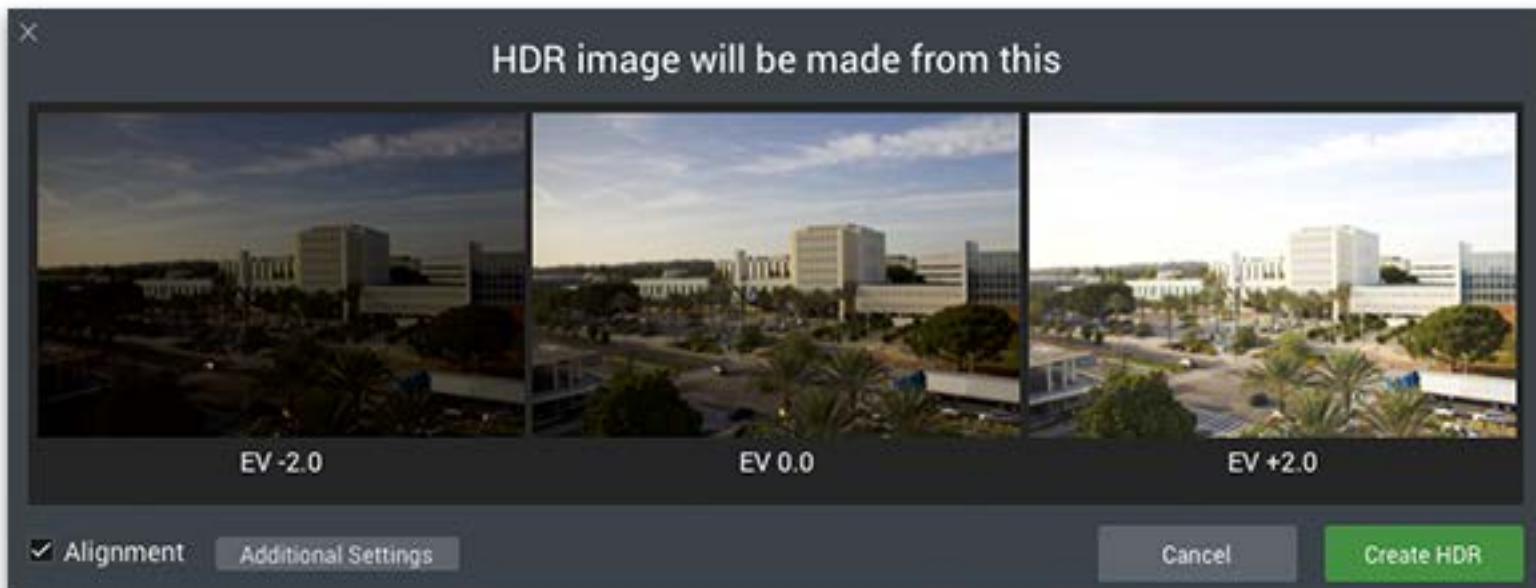 HDR image will be made from this
EV -2.0
EV 0.0
EV +2.0
Alignment
Additional Settings
Cancel
Create HDR